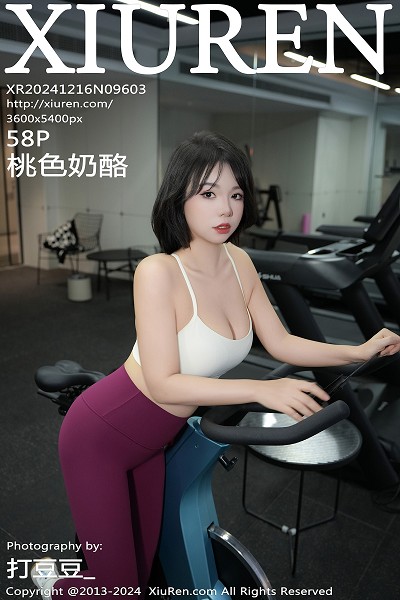 XIUREN
XR20241216N09603
http://xiuren.com/
3600x5400px
58P
桃色奶酪
SHUA
Photography by:
打豆豆_
Copyright @2013-2024 XiuRen.com All Rights Reserved